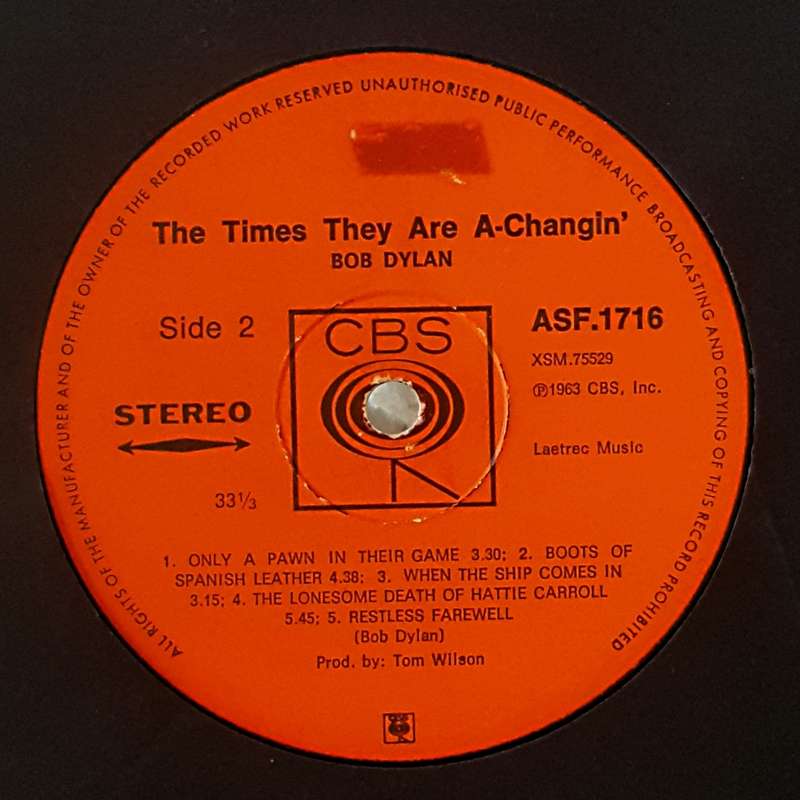 ALL RIGHTS OF THE MANUFACTURER AND OF THE OWNER OF THE RECORDED WORK RESERVED UNAUTHORISED PUBLIC PERFORMANCE BROADCASTING AND COPYING OF THIS RECORD PROHIBITED
The Times They Are A-Changin'
BOB DYLAN
Side 2
CBS
ASF.1716
XSM.75529
℗1963 CBS, Inc.
STEREO
Laetrec Music
33⅓
1. ONLY A PAWN IN THEIR GAME 3.30; 2. BOOTS OF
SPANISH LEATHER 4.38; 3. WHEN THE SHIP COMES IN
3.15; 4. THE LONESOME DEATH OF HATTIE CARROLL
5.45; 5. RESTLESS FAREWELL
(Bob Dylan)
Prod. by: Tom Wilson
CBS